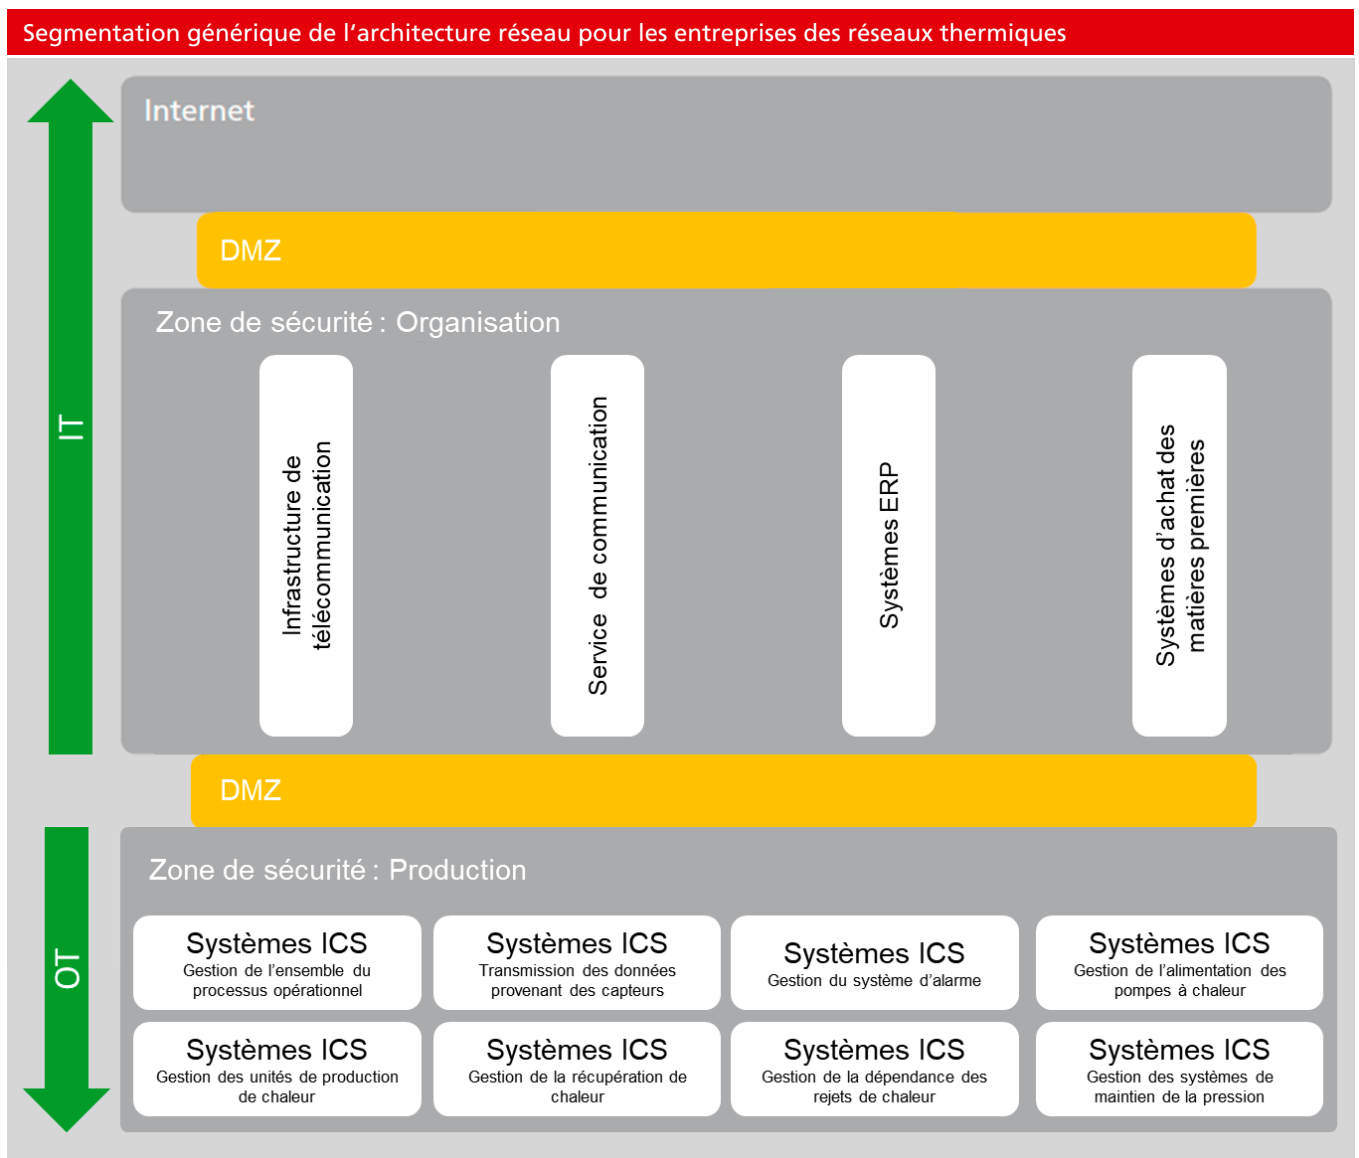 Segmentation générique de l'architecture réseau pour les entreprises des réseaux thermiques
Internet
DMZ
Zone de sécurité : Organisation
IT
Infrastructure de
télécommunication
Service de communication
Systèmes ERP
Systèmes d'achat des
matières premières
DMZ
Zone de sécurité : Production
OT
Systèmes ICS
Gestion de l'ensemble du
processus opérationnel
Systèmes ICS
Transmission des données
provenant des capteurs
Systèmes ICS
Gestion du système d'alarme
Systèmes ICS
Gestion de l'alimentation des
pompes à chaleur
Systèmes ICS
Gestion des unités de production
de chaleur
Systèmes ICS
Gestion de la récupération de
chaleur
Systèmes ICS
Gestion de la dépendance des
rejets de chaleur
Systèmes ICS
Gestion des systèmes de
maintien de la pression